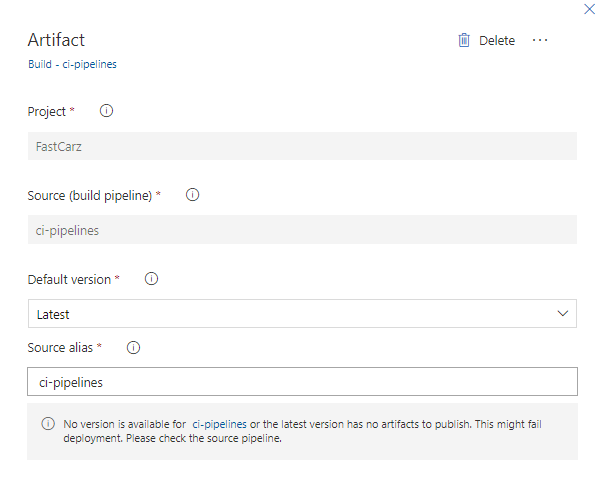 Artifact
Delete
Build - ci-pipelines
Project *
FastCarz
Source (build pipeline) *
ci-pipelines
Default version *
Latest
Source alias *
ci-pipelines
No version is available for ci-pipelines or the latest version has no artifacts to publish. This might fail
deployment. Please check the source pipeline.